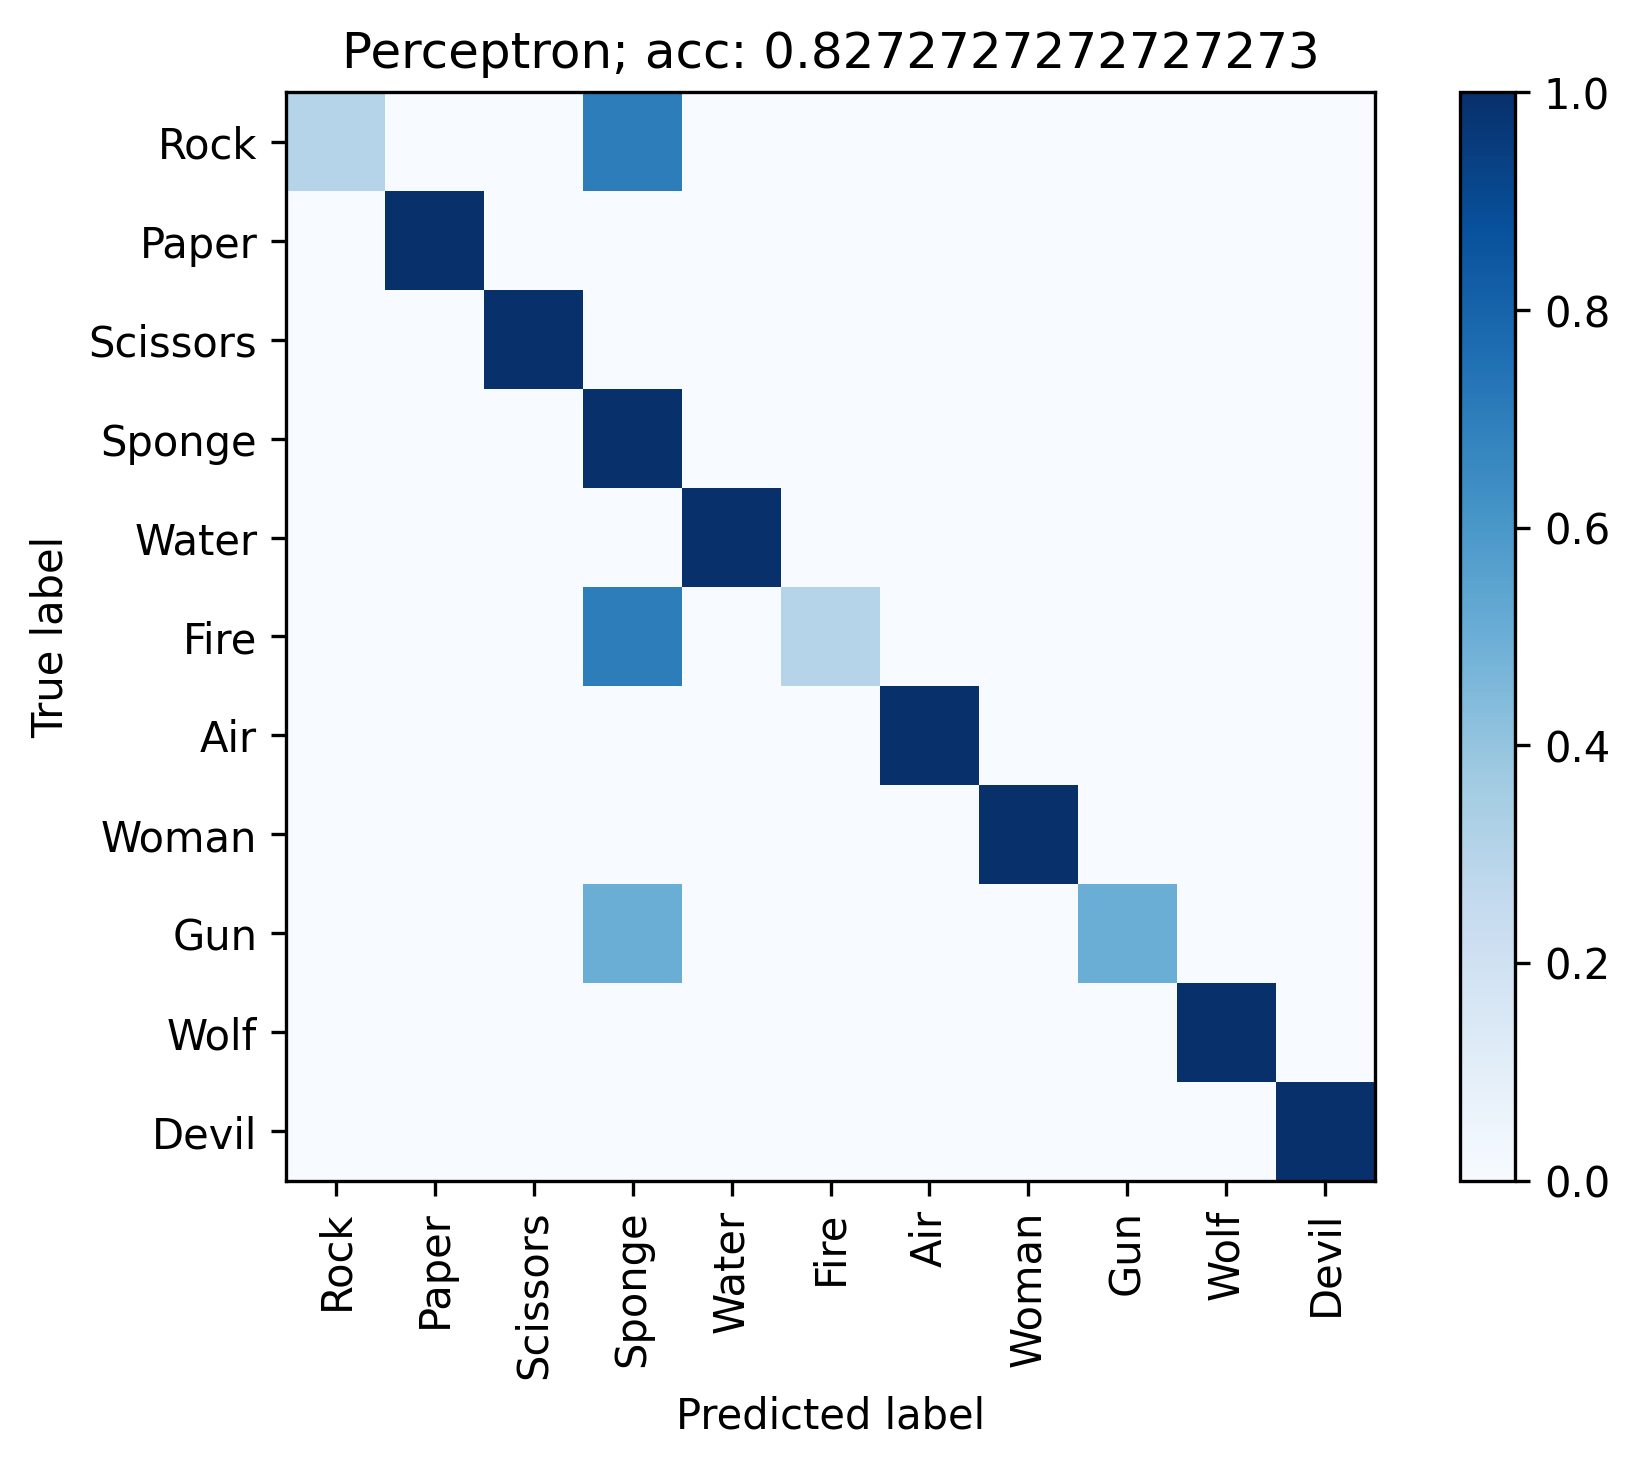 Perceptron; acc: 0.8272727272727273
True label
Rock
Paper
Scissors
Sponge
Water
Fire
Air
Woman
Gun
Wolf
Devil
Rock
Paper
Scissors
Sponge
Water
Fire
Air
Woman
Gun
Wolf
Devil
Predicted label
1.0
0.8
0.6
0.4
0.2
0.0